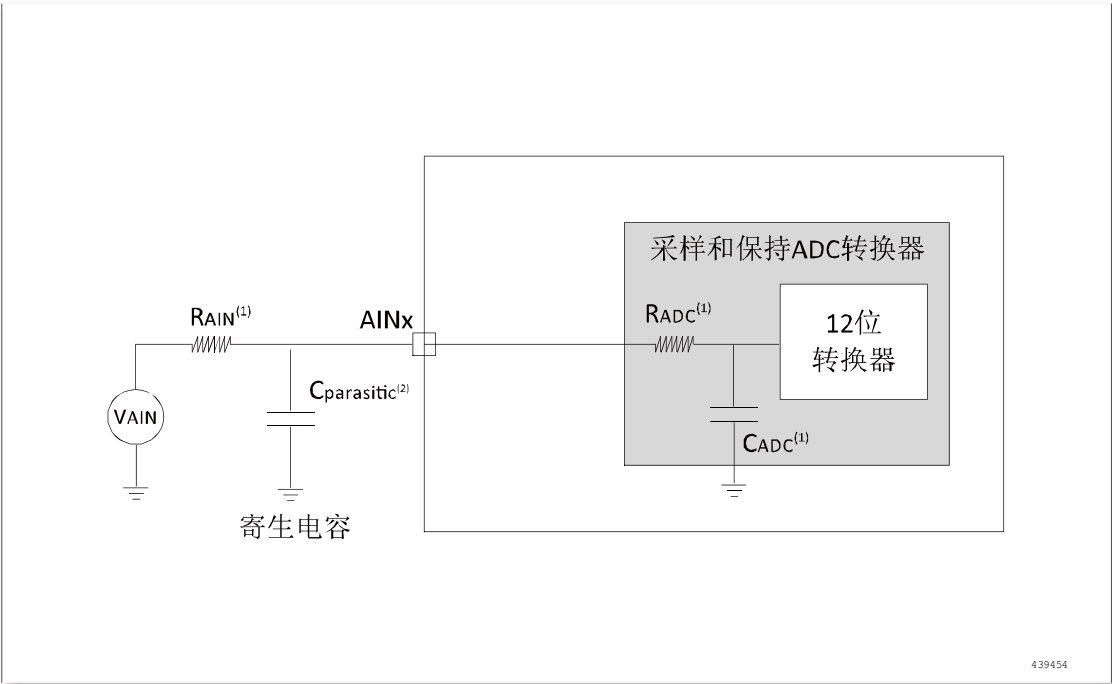 采样和保持ADC转换器
RAIN(1)
AINx
RADC(1)
12位
转换器
Cparasitic(2)
VAIN
CADC(1)
寄生电容
439454